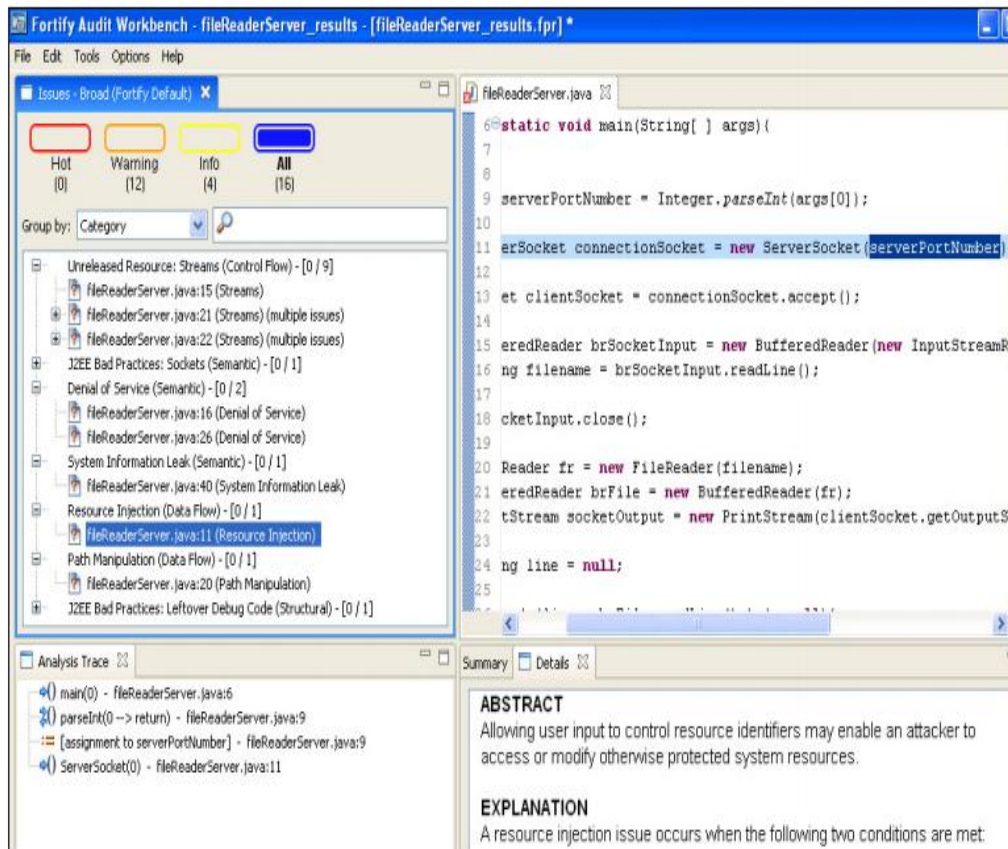 Fortify Audit Workbench - fileReaderServer_results - [fileReaderServer_results.fpr] *
File Edit Tools Options Help
Issues - Broad (Fortify Default)
Hot Warning Info All
(0) (12) (4) (16)
Group by: Category
Unreleased Resource: Streams (Control Flow) - [0 / 9]
fileReaderServer.java:15 (Streams)
fileReaderServer.java:21 (Streams) (multiple issues)
fileReaderServer.java:22 (Streams) (multiple issues)
J2EE Bad Practices: Sockets (Semantic) - [0 / 1]
Denial of Service (Semantic) - [0 / 2]
fileReaderServer.java:16 (Denial of Service)
fileReaderServer.java:26 (Denial of Service)
System Information Leak (Semantic) - [0 / 1]
fileReaderServer.java:40 (System Information Leak)
Resource Injection (Data Flow) - [0 / 1]
fileReaderServer.java:11 (Resource Injection)
Path Manipulation (Data Flow) - [0 / 1]
fileReaderServer.java:20 (Path Manipulation)
J2EE Bad Practices: Leftover Debug Code (Structural) - [0 / 1]
fileReaderServer.java
6 static void main(String[ ] args){
7
8
9 serverPortNumber = Integer.parseInt(args[0]);
10
11 erSocket connectionSocket = new ServerSocket(serverPortNumber)
12
13 et clientSocket = connectionSocket.accept();
14
15 eredReader brSocketInput = new BufferedReader(new InputStreamR
16 ng filename = brSocketInput.readLine();
17
18 cketInput.close();
19
20 Reader fr = new FileReader(filename);
21 eredReader brFile = new BufferedReader(fr);
22 tStream socketOutput = new PrintStream(clientSocket.getOutputS
23
24 ng line = null;
25
Analysis Trace
main(0) - fileReaderServer.java:6
parseInt(0 --> return) - fileReaderServer.java:9
[assignment to serverPortNumber] - fileReaderServer.java:9
ServerSocket(0) - fileReaderServer.java:11
Summary Details
ABSTRACT
Allowing user input to control resource identifiers may enable an attacker to
access or modify otherwise protected system resources.
EXPLANATION
A resource injection issue occurs when the following two conditions are met: